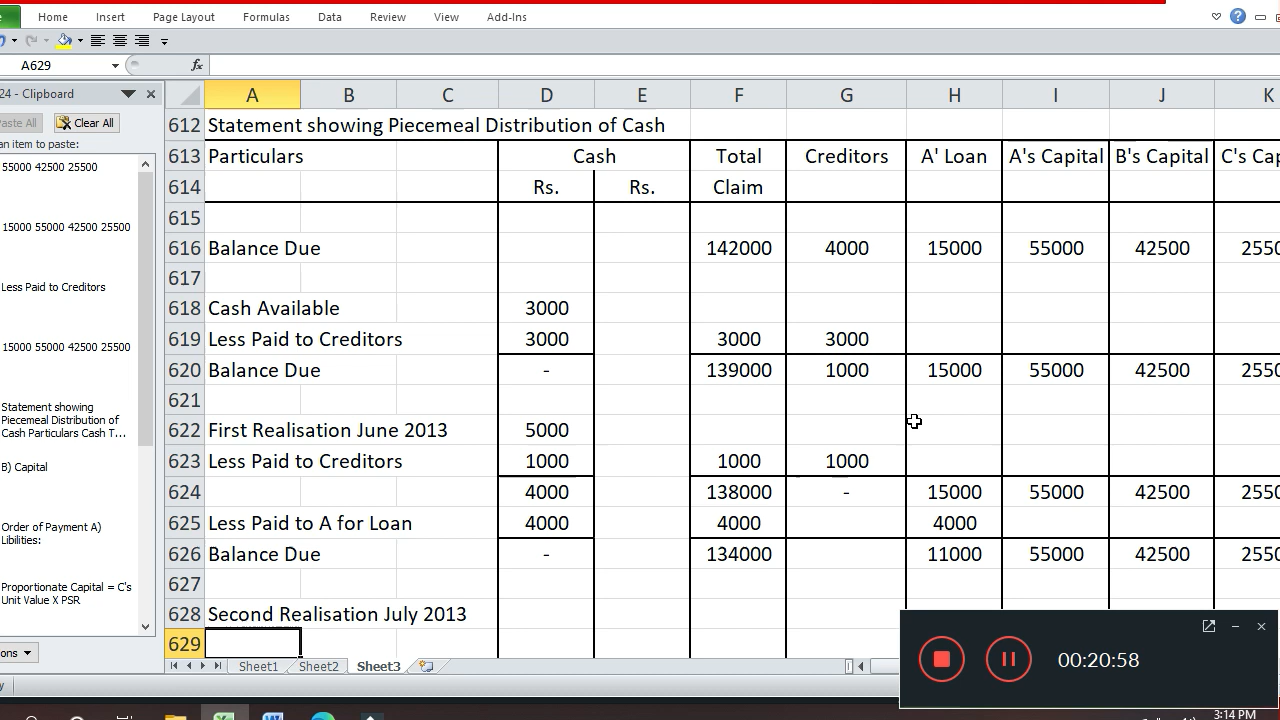 Home Insert Page Layout Formulas Data Review View Add-Ins
A629 fx
24 - Clipboard
Paste All Clear All
an item to paste:
55000 42500 25500
15000 55000 42500 25500
Less Paid to Creditors
15000 55000 42500 25500
Statement showing
Piecemeal Distribution of
Cash Particulars Cash T...
B) Capital
Order of Payment A)
Libilities:
Proportionate Capital = C's
Unit Value X PSR
A B C D E F G H I J K
612 Statement showing Piecemeal Distribution of Cash
613 Particulars Cash Total Creditors A' Loan A's Capital B's Capital C's Cap
614 Rs. Rs. Claim
615
616 Balance Due 142000 4000 15000 55000 42500 255
617
618 Cash Available 3000
619 Less Paid to Creditors 3000 3000 3000
620 Balance Due - 139000 1000 15000 55000 42500 255
621
622 First Realisation June 2013 5000
623 Less Paid to Creditors 1000 1000 1000
624 4000 138000 - 15000 55000 42500 255
625 Less Paid to A for Loan 4000 4000 4000
626 Balance Due - 134000 11000 55000 42500 255
627
628 Second Realisation July 2013
629
Sheet1 Sheet2 Sheet3
00:20:58
3:14 PM